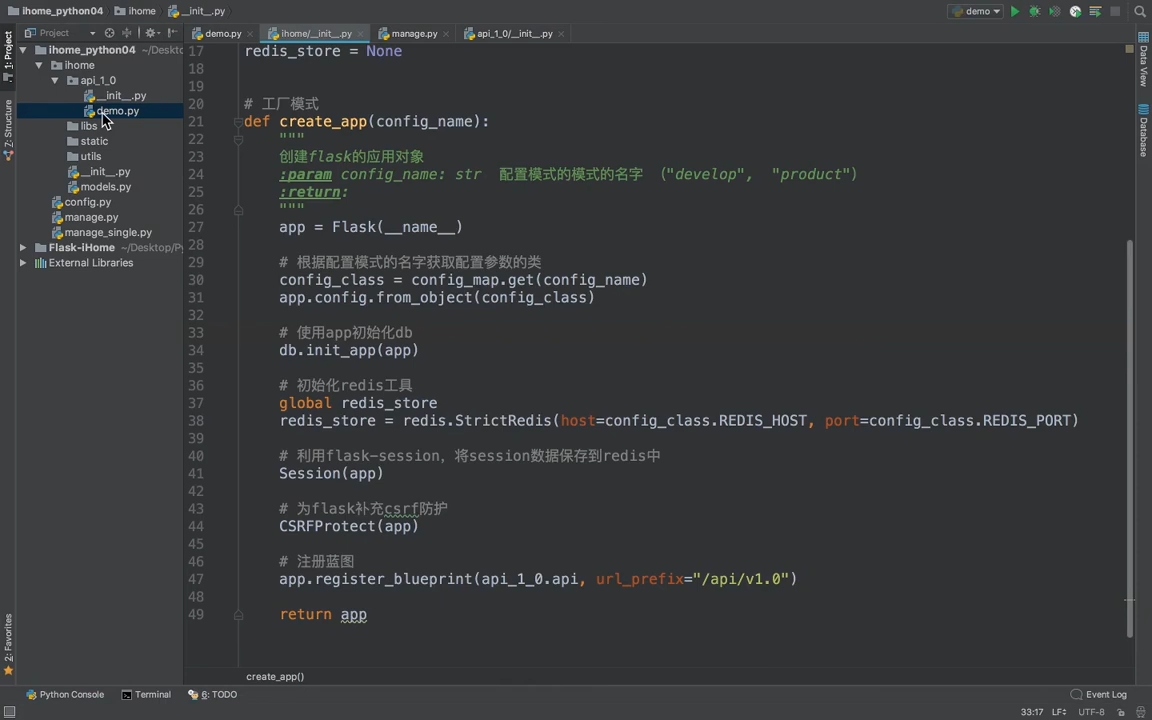 ihome_python04 ihome __init__.py demo
Project
demo.py ihome/__init__.py manage.py api_1_0/__init__.py
1: Project
Z: Structure
2: Favorites
Data View
Database
ihome_python04 ~/Deskto
ihome
api_1_0
__init__.py
demo.py
libs
static
utils
__init__.py
models.py
config.py
manage.py
manage_single.py
Flask-IHome ~/Desktop/Py
External Libraries
17 redis_store = None
18
19
20 # 工厂模式
21 def create_app(config_name):
22 """
23 创建flask的应用对象
24 :param config_name: str 配置模式的模式的名字 （"develop", "product"）
25 :return:
26 """
27 app = Flask(__name__)
28
29 # 根据配置模式的名字获取配置参数的类
30 config_class = config_map.get(config_name)
31 app.config.from_object(config_class)
32
33 # 使用app初始化db
34 db.init_app(app)
35
36 # 初始化redis工具
37 global redis_store
38 redis_store = redis.StrictRedis(host=config_class.REDIS_HOST, port=config_class.REDIS_PORT)
39
40 # 利用flask-session，将session数据保存到redis中
41 Session(app)
42
43 # 为flask补充csrf防护
44 CSRFProtect(app)
45
46 # 注册蓝图
47 app.register_blueprint(api_1_0.api, url_prefix="/api/v1.0")
48
49 return app
create_app()
Python Console Terminal 6: TODO Event Log
33:17 LF UTF-8